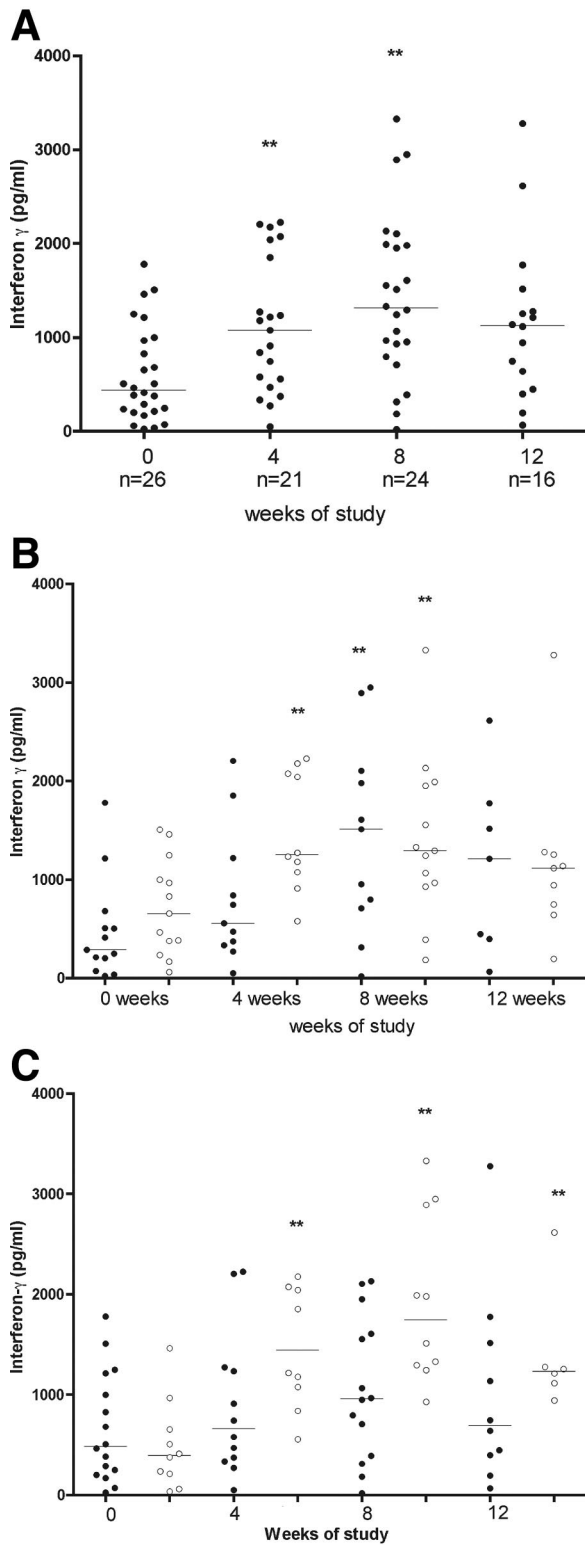 A
4000
**
**
3000
2000
1000
0
Interferon γ (pg/ml)
0 4 8 12
n=26 n=21 n=24 n=16
weeks of study
B
4000
**
**
3000
**
2000
1000
0
Interferon γ (pg/ml)
0 weeks 4 weeks 8 weeks 12 weeks
weeks of study
C
4000
**
3000
**
**
2000
1000
0
Interferon-γ (pg/ml)
0 4 8 12
Weeks of study